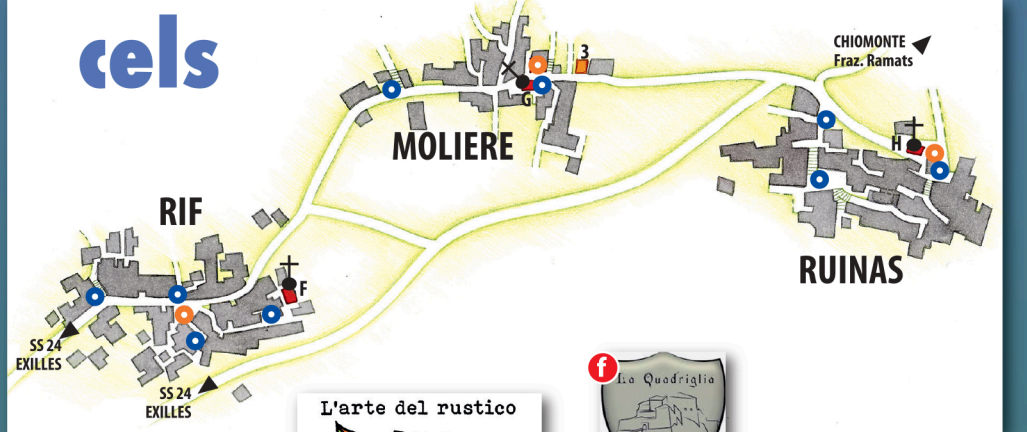 cels
CHIOMONTE
Fraz. Ramats
3
G
MOLIERE
H
RIF
RUINAS
F
SS 24
EXILLES
SS 24
EXILLES
L'arte del rustico
f
La Quadriglia